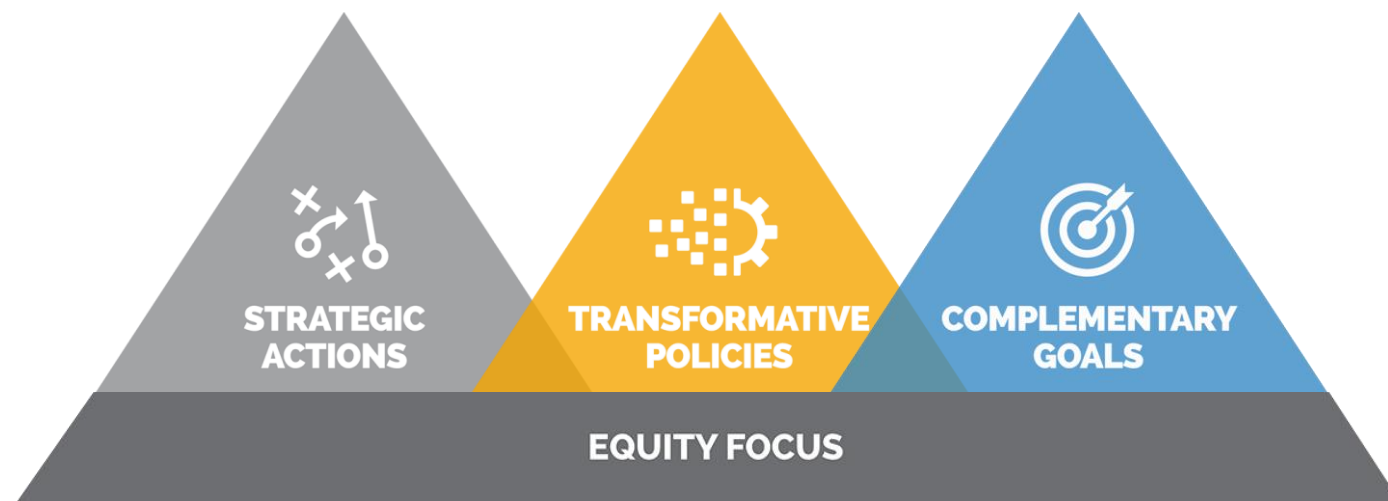 STRATEGIC
ACTIONS
TRANSFORMATIVE
POLICIES
COMPLEMENTARY
GOALS
EQUITY FOCUS